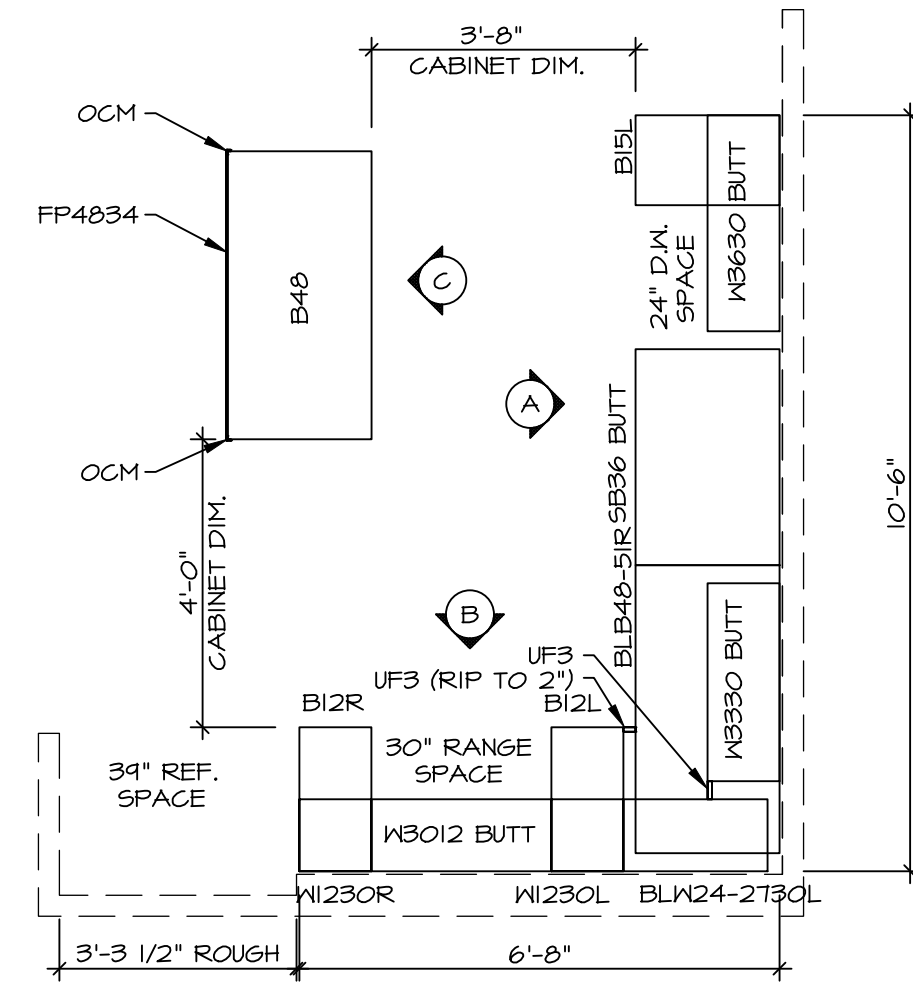 3'-8"
CABINET DIM.
OCM
FP4834
B48
B15L
W3630 BUTT
24" D.W.
SPACE
C
A
OCM
4'-0"
CABINET DIM.
10'-6"
SB36 BUTT
BLB48-51R
B
UF3
UF3 (RIP TO 2")
W3330 BUTT
B12R
B12L
30" RANGE
SPACE
39" REF.
SPACE
W3012 BUTT
W1230R
W1230L
BLW24-2730L
3'-3 1/2" ROUGH
6'-8"